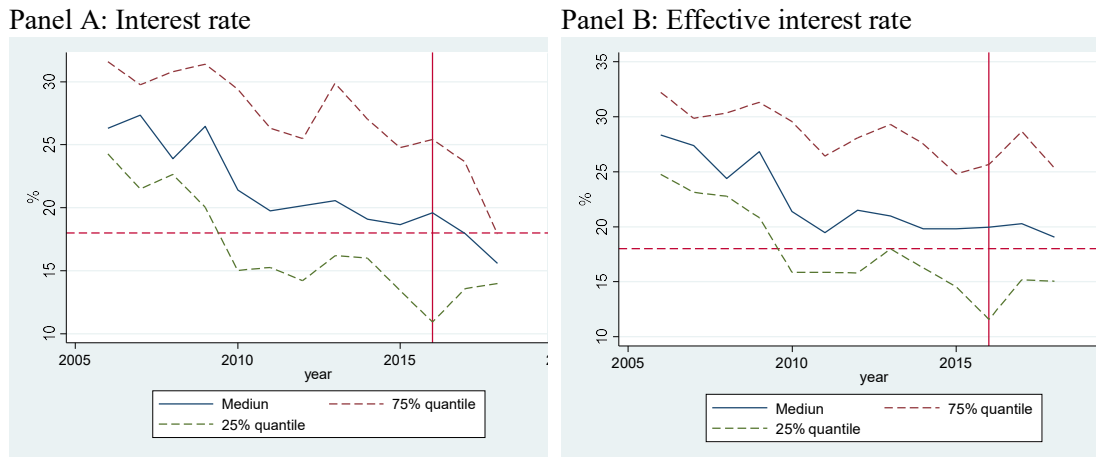 Panel A: Interest rate
%
30
25
20
15
10
2005
2010
2015
2
year
Mediun
75% quantile
25% quantile
Panel B: Effective interest rate
%
35
30
25
20
15
10
2005
2010
2015
year
Mediun
75% quantile
25% quantile